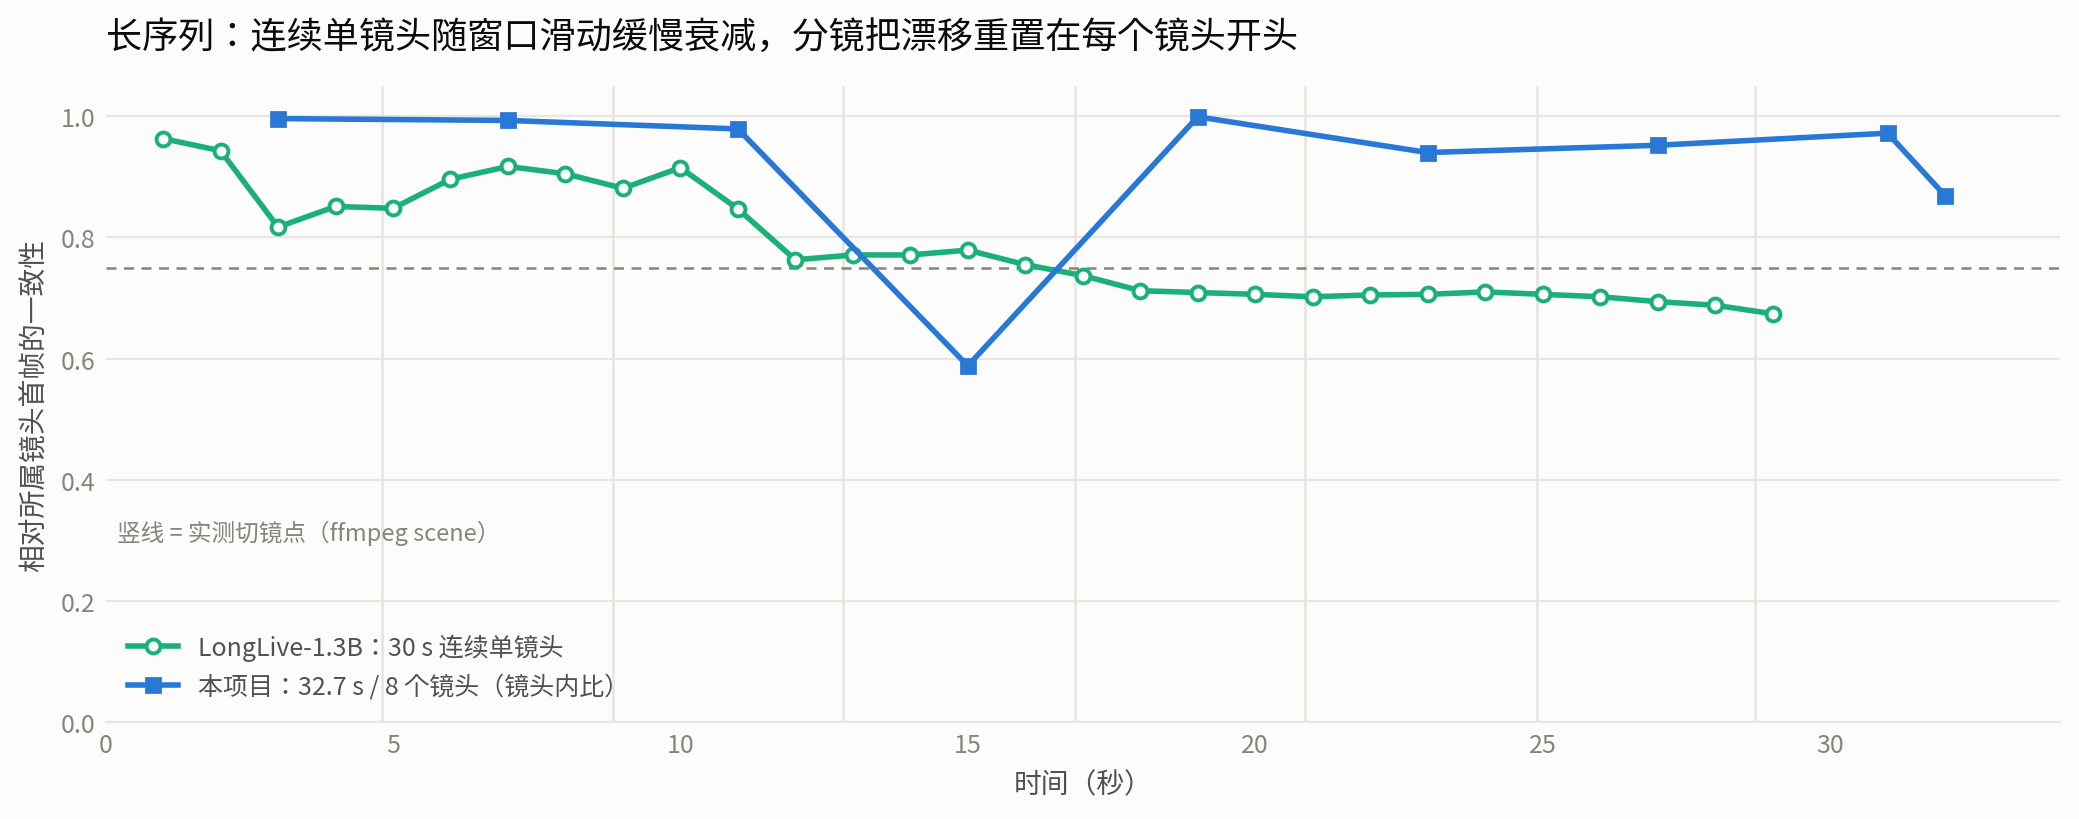 长序列：连续单镜头随窗口滑动缓慢衰减，分镜把漂移重置在每个镜头开头
相对所属镜头首帧的一致性
1.0
0.8
0.6
0.4
0.2
0.0
竖线 = 实测切镜点（ffmpeg scene）
LongLive-1.3B：30 s 连续单镜头
本项目：32.7 s / 8 个镜头（镜头内比）
0 5 10 15 20 25 30
时间（秒）